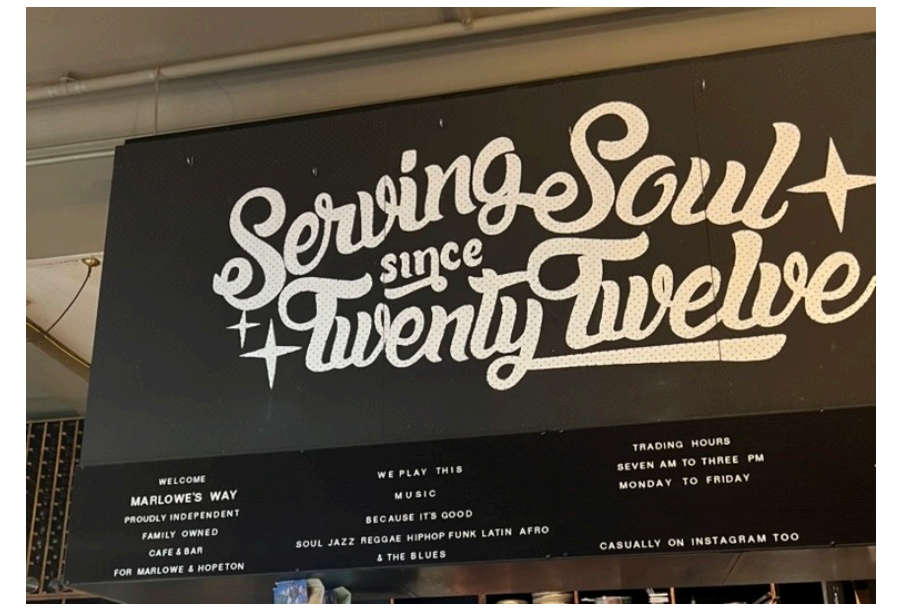 Serving Soul
since
Twenty Twelve
WELCOME
MARLOWE'S WAY
PROUDLY INDEPENDENT
FAMILY OWNED
CAFE & BAR
FOR MARLOWE & HOPETON
WE PLAY THIS
MUSIC
BECAUSE IT'S GOOD
SOUL JAZZ REGGAE HIPHOP FUNK LATIN AFRO
& THE BLUES
TRADING HOURS
SEVEN AM TO THREE PM
MONDAY TO FRIDAY
CASUALLY ON INSTAGRAM TOO